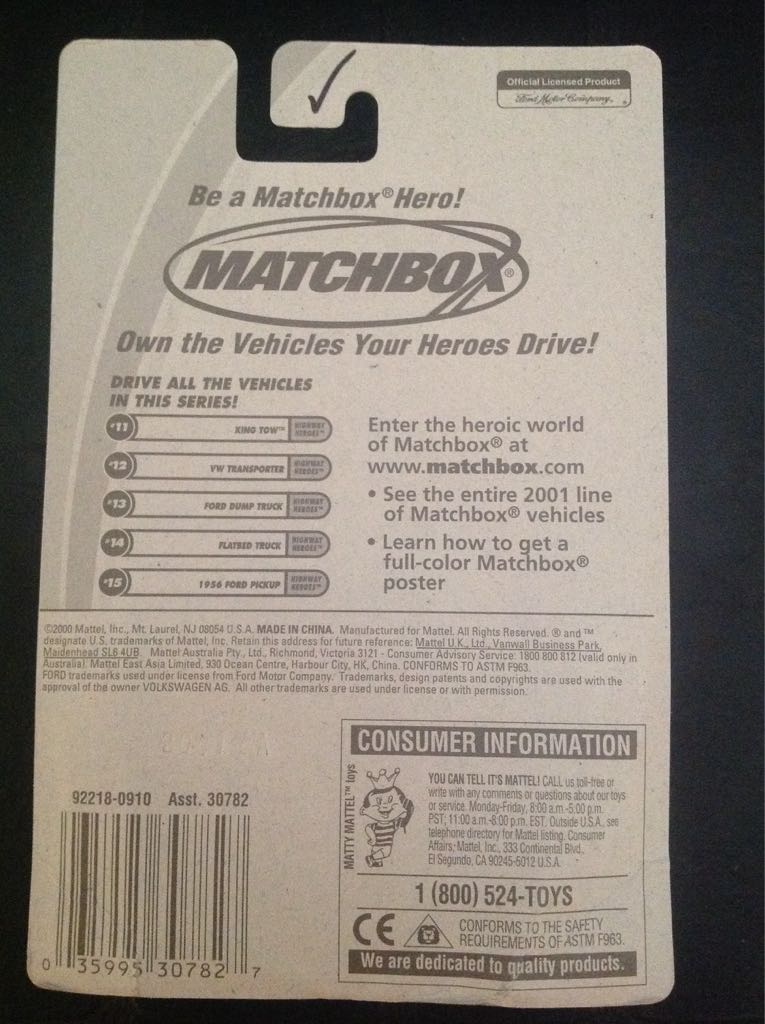 Official Licensed Product
Ford Motor Company
Be a Matchbox® Hero!
MATCHBOX®
Own the Vehicles Your Heroes Drive!
DRIVE ALL THE VEHICLES
IN THIS SERIES!
#11 KING TOW™ HIGHWAY HEROES™
#12 VW TRANSPORTER HIGHWAY HEROES™
#13 FORD DUMP TRUCK HIGHWAY HEROES™
#14 FLATBED TRUCK HIGHWAY HEROES™
#15 1956 FORD PICKUP HIGHWAY HEROES™
Enter the heroic world
of Matchbox® at
www.matchbox.com
• See the entire 2001 line
of Matchbox® vehicles
• Learn how to get a
full-color Matchbox®
poster
©2000 Mattel, Inc., Mt. Laurel, NJ 08054 U.S.A. MADE IN CHINA. Manufactured for Mattel. All Rights Reserved. ® and ™
designate U.S. trademarks of Mattel, Inc. Retain this address for future reference: Mattel U.K., Ltd., Vanwall Business Park,
Maidenhead SL6 4UB. Mattel Australia Pty., Ltd., Richmond, Victoria 3121 - Consumer Advisory Service: 1800 800 812 (valid only in
Australia). Mattel East Asia Limited, 930 Ocean Centre, Harbour City, HK, China. CONFORMS TO ASTM F963.
FORD trademarks used under license from Ford Motor Company. Trademarks, design patents and copyrights are used with the
approval of the owner VOLKSWAGEN AG. All other trademarks are used under license or with permission.
92218-0910 Asst. 30782
0 35995 30782 7
CONSUMER INFORMATION
MATTY MATTEL™ toys
YOU CAN TELL IT'S MATTEL! CALL us toll-free or
write with any comments or questions about our toys
or service. Monday-Friday, 8:00 a.m.-5:00 p.m.
PST; 11:00 a.m.-8:00 p.m. EST. Outside U.S.A., see
telephone directory for Mattel listing. Consumer
Affairs: Mattel, Inc., 333 Continental Blvd.,
El Segundo, CA 90245-5012 U.S.A.
1 (800) 524-TOYS
CE
CONFORMS TO THE SAFETY
REQUIREMENTS OF ASTM F963.
We are dedicated to quality products.